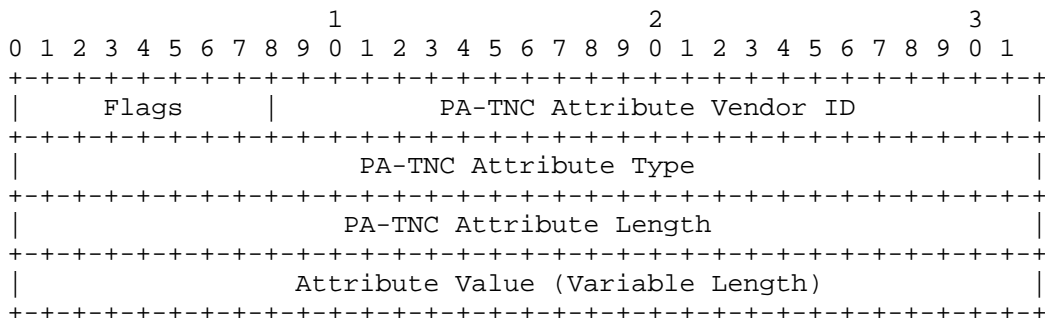 1                   2                   3
 0 1 2 3 4 5 6 7 8 9 0 1 2 3 4 5 6 7 8 9 0 1 2 3 4 5 6 7 8 9 0 1
+-+-+-+-+-+-+-+-+-+-+-+-+-+-+-+-+-+-+-+-+-+-+-+-+-+-+-+-+-+-+-+-+
|     Flags     |          PA-TNC Attribute Vendor ID           |
+-+-+-+-+-+-+-+-+-+-+-+-+-+-+-+-+-+-+-+-+-+-+-+-+-+-+-+-+-+-+-+-+
|                     PA-TNC Attribute Type                     |
+-+-+-+-+-+-+-+-+-+-+-+-+-+-+-+-+-+-+-+-+-+-+-+-+-+-+-+-+-+-+-+-+
|                    PA-TNC Attribute Length                    |
+-+-+-+-+-+-+-+-+-+-+-+-+-+-+-+-+-+-+-+-+-+-+-+-+-+-+-+-+-+-+-+-+
|                 Attribute Value (Variable Length)             |
+-+-+-+-+-+-+-+-+-+-+-+-+-+-+-+-+-+-+-+-+-+-+-+-+-+-+-+-+-+-+-+-+